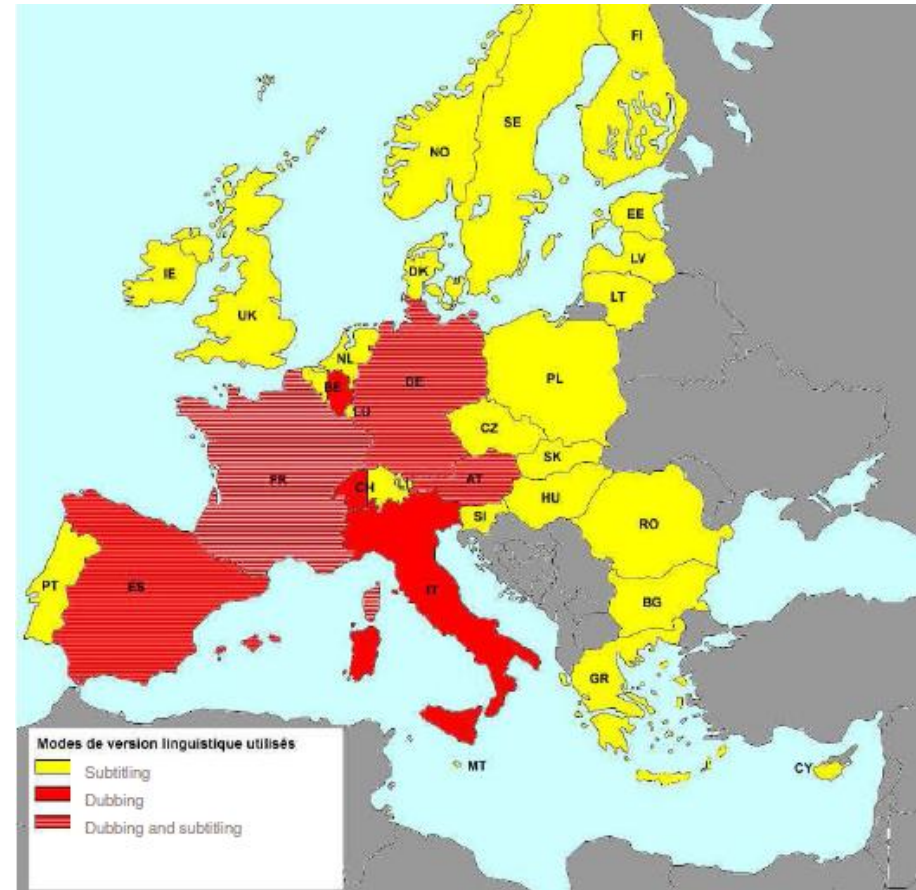 FI
SE
NO
EE
LV
DK
LT
IE
UK
NL
PL
DE
BE
LU
CZ
SK
FR
AT
CH
LI
HU
SI
RO
PT
ES
IT
BG
GR
MT
CY
Modes de version linguistique utilisés
Subtitling
Dubbing
Dubbing and subtitling